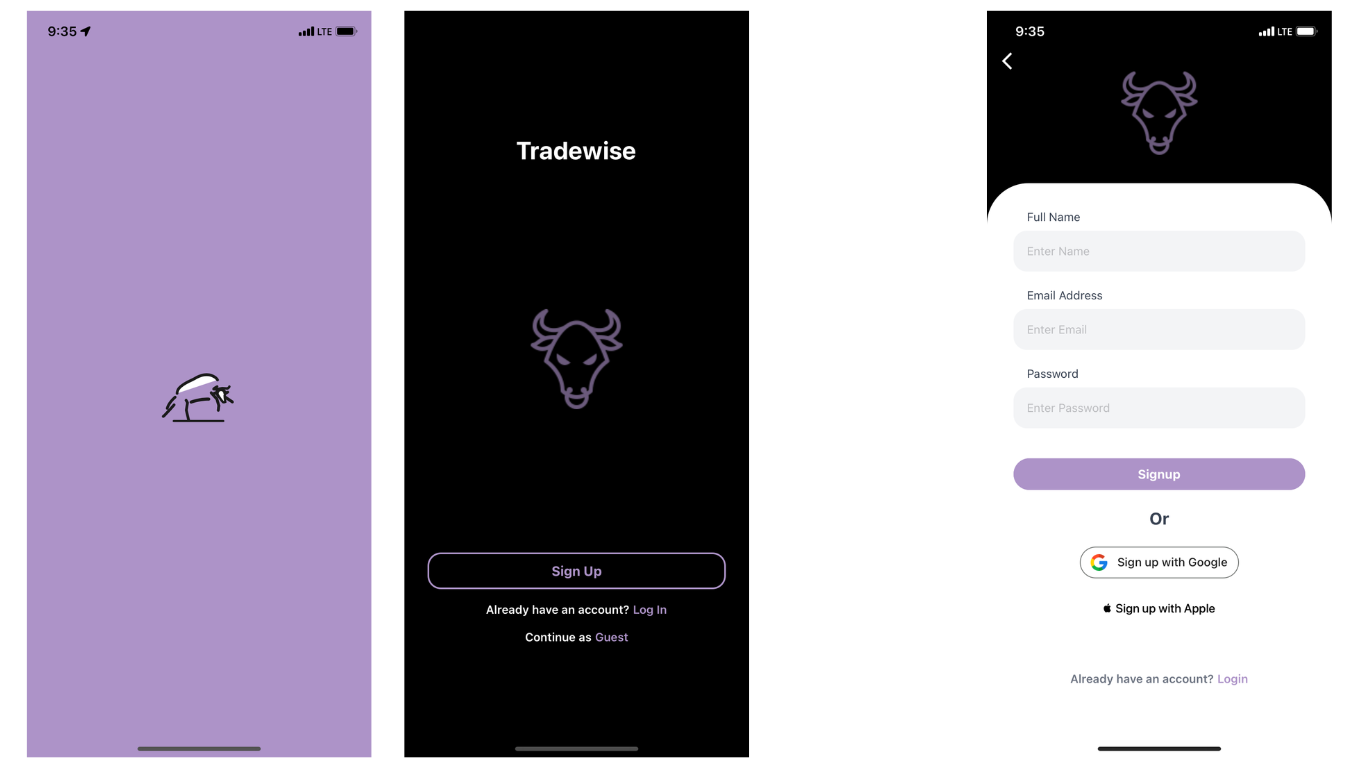 9:35
LTE
Tradewise
Sign Up
Already have an account? Log In
Continue as Guest
9:35
LTE
Full Name
Enter Name
Email Address
Enter Email
Password
Enter Password
Signup
Or
Sign up with Google
Sign up with Apple
Already have an account? Login